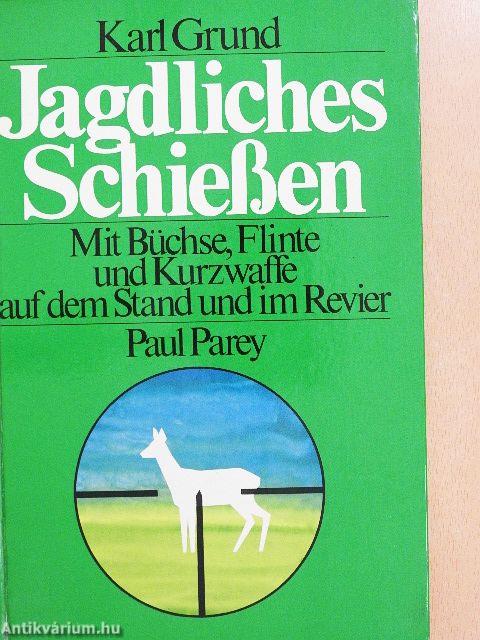 Karl Grund
Jagdliches
Schießen
Mit Büchse, Flinte
und Kurzwaffe
auf dem Stand und im Revier
Paul Parey
Antikvárium.hu